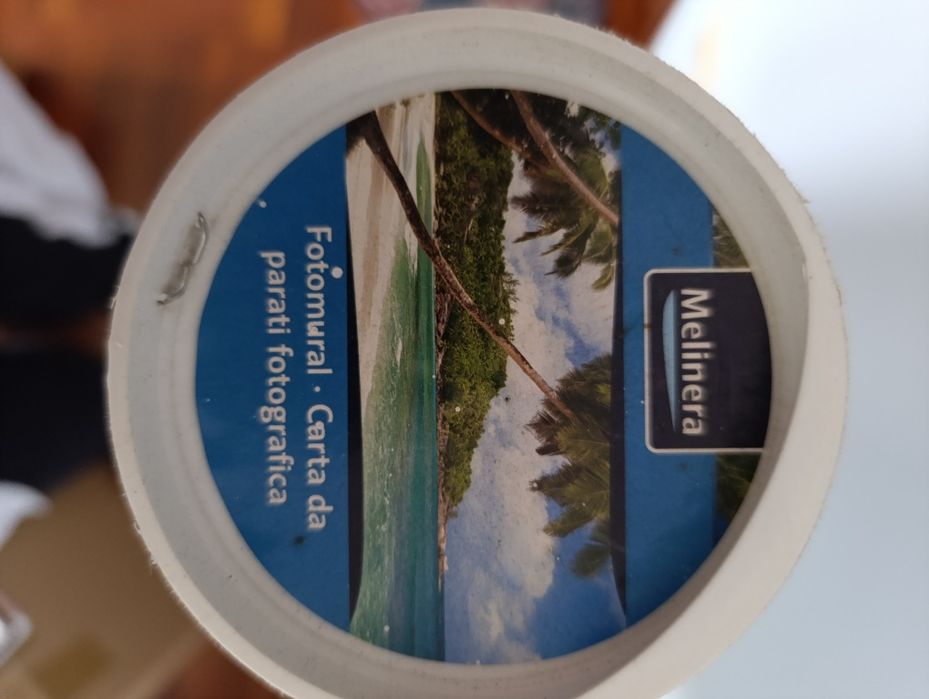 Melinera
Fotomural · Carta da
parati fotografica